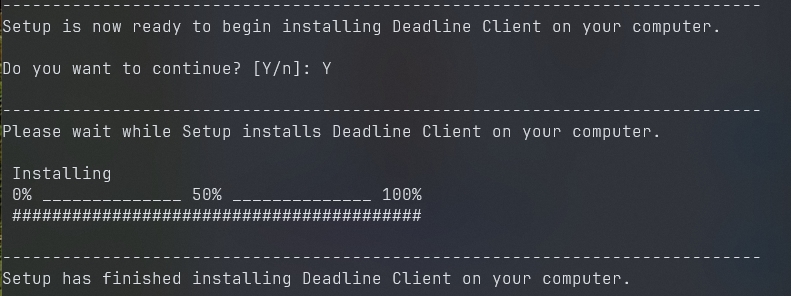 ----------------------------------------------------------------------------
Setup is now ready to begin installing Deadline Client on your computer.
Do you want to continue? [Y/n]: Y
----------------------------------------------------------------------------
Please wait while Setup installs Deadline Client on your computer.
Installing
0% ______________ 50% ______________ 100%
#########################################
----------------------------------------------------------------------------
Setup has finished installing Deadline Client on your computer.